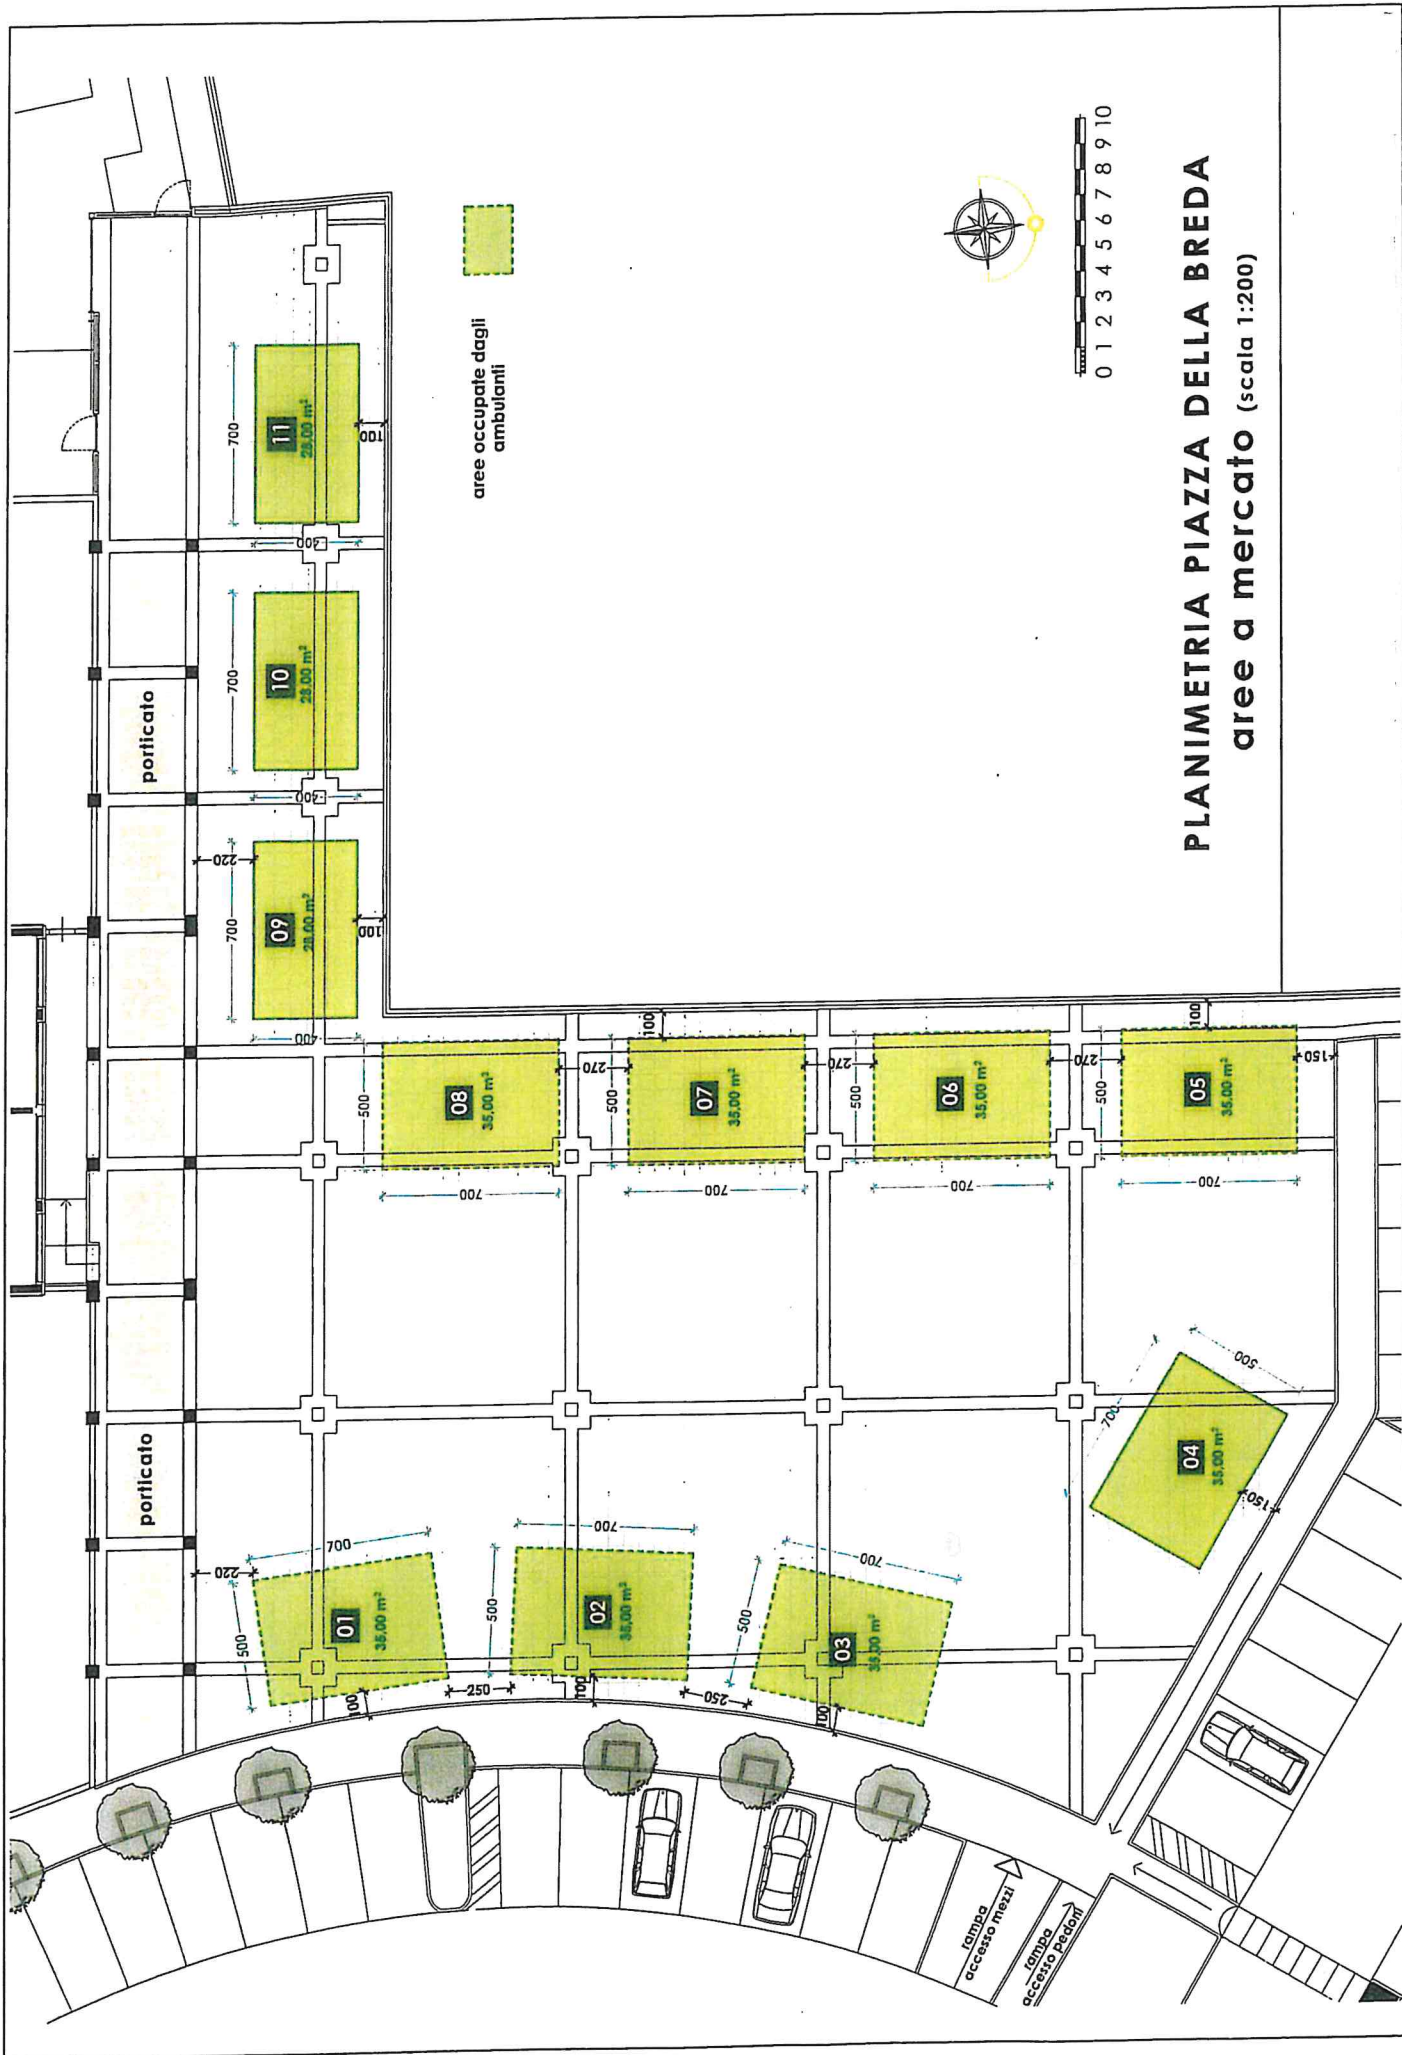 PLANIMETRIA PIAZZA DELLA BREDA
aree a mercato (scala 1:200)
0 1 2 3 4 5 6 7 8 9 10
aree occupate dagli
ambulanti
porticato
porticato
01
35,00 m²
700
500
220
100
250
02
35,00 m²
700
500
100
250
03
35,00 m²
700
500
100
04
35,00 m²
700
500
150
05
35,00 m²
700
500
100
150
270
06
35,00 m²
700
500
270
07
35,00 m²
700
500
100
270
08
35,00 m²
700
500
09
28,00 m²
700
400
220
100
10
28,00 m²
700
400
11
28,00 m²
700
400
100
rampa
accesso mezzi
rampa
accesso pedoni